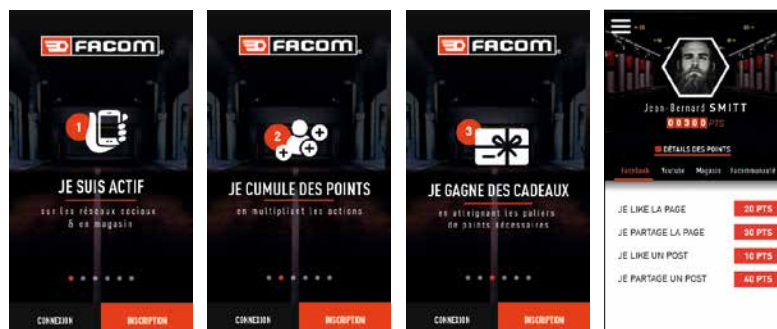 FACOM
1
JE SUIS ACTIF
sur les réseaux sociaux
& en magasin
CONNEXION
INSCRIPTION
FACOM
2
JE CUMULE DES POINTS
en multipliant les actions
CONNEXION
INSCRIPTION
FACOM
3
JE GAGNE DES CADEAUX
en atteignant les paliers
de points nécessaires
CONNEXION
INSCRIPTION
Jean-Bernard SMITT
00300 PTS
DÉTAILS DES POINTS
Facebook Youtube Magasin Facommunauté
JE LIKE LA PAGE 20 PTS
JE PARTAGE LA PAGE 30 PTS
JE LIKE UN POST 10 PTS
JE PARTAGE UN POST 40 PTS